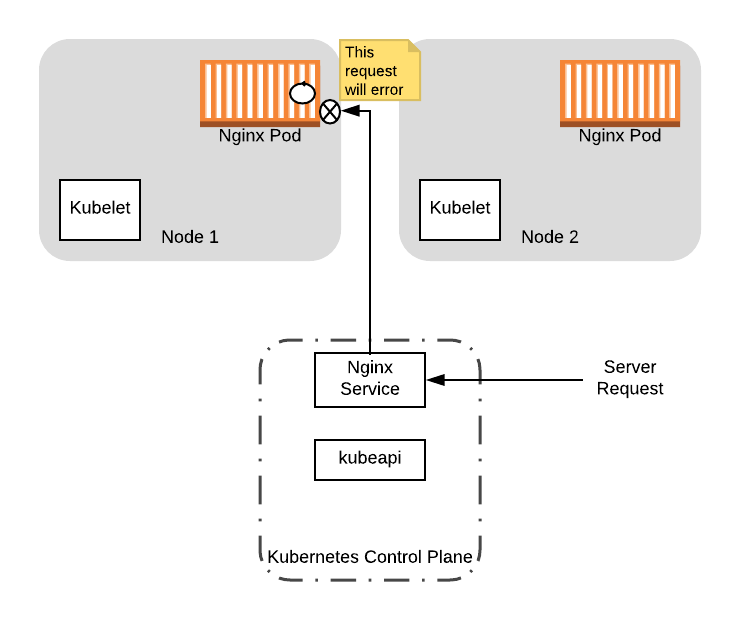 This
request
will error
Nginx Pod
Nginx Pod
Kubelet
Kubelet
Node 1
Node 2
Nginx
Service
Server
Request
kubeapi
Kubernetes Control Plane